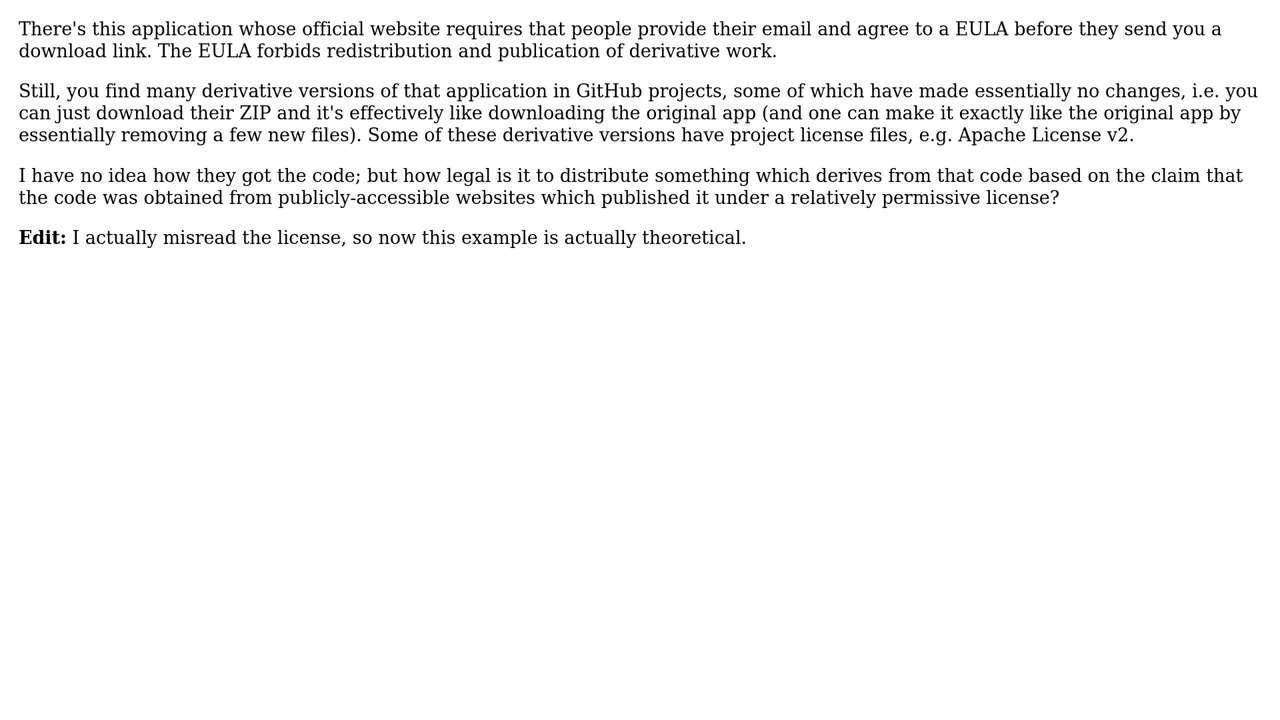 There's this application whose official website requires that people provide their email and agree to a EULA before they send you a
download link. The EULA forbids redistribution and publication of derivative work.
Still, you find many derivative versions of that application in GitHub projects, some of which have made essentially no changes, i.e. you
can just download their ZIP and it's effectively like downloading the original app (and one can make it exactly like the original app by
essentially removing a few new files). Some of these derivative versions have project license files, e.g. Apache License v2.
I have no idea how they got the code; but how legal is it to distribute something which derives from that code based on the claim that
the code was obtained from publicly-accessible websites which published it under a relatively permissive license?
Edit: I actually misread the license, so now this example is actually theoretical.